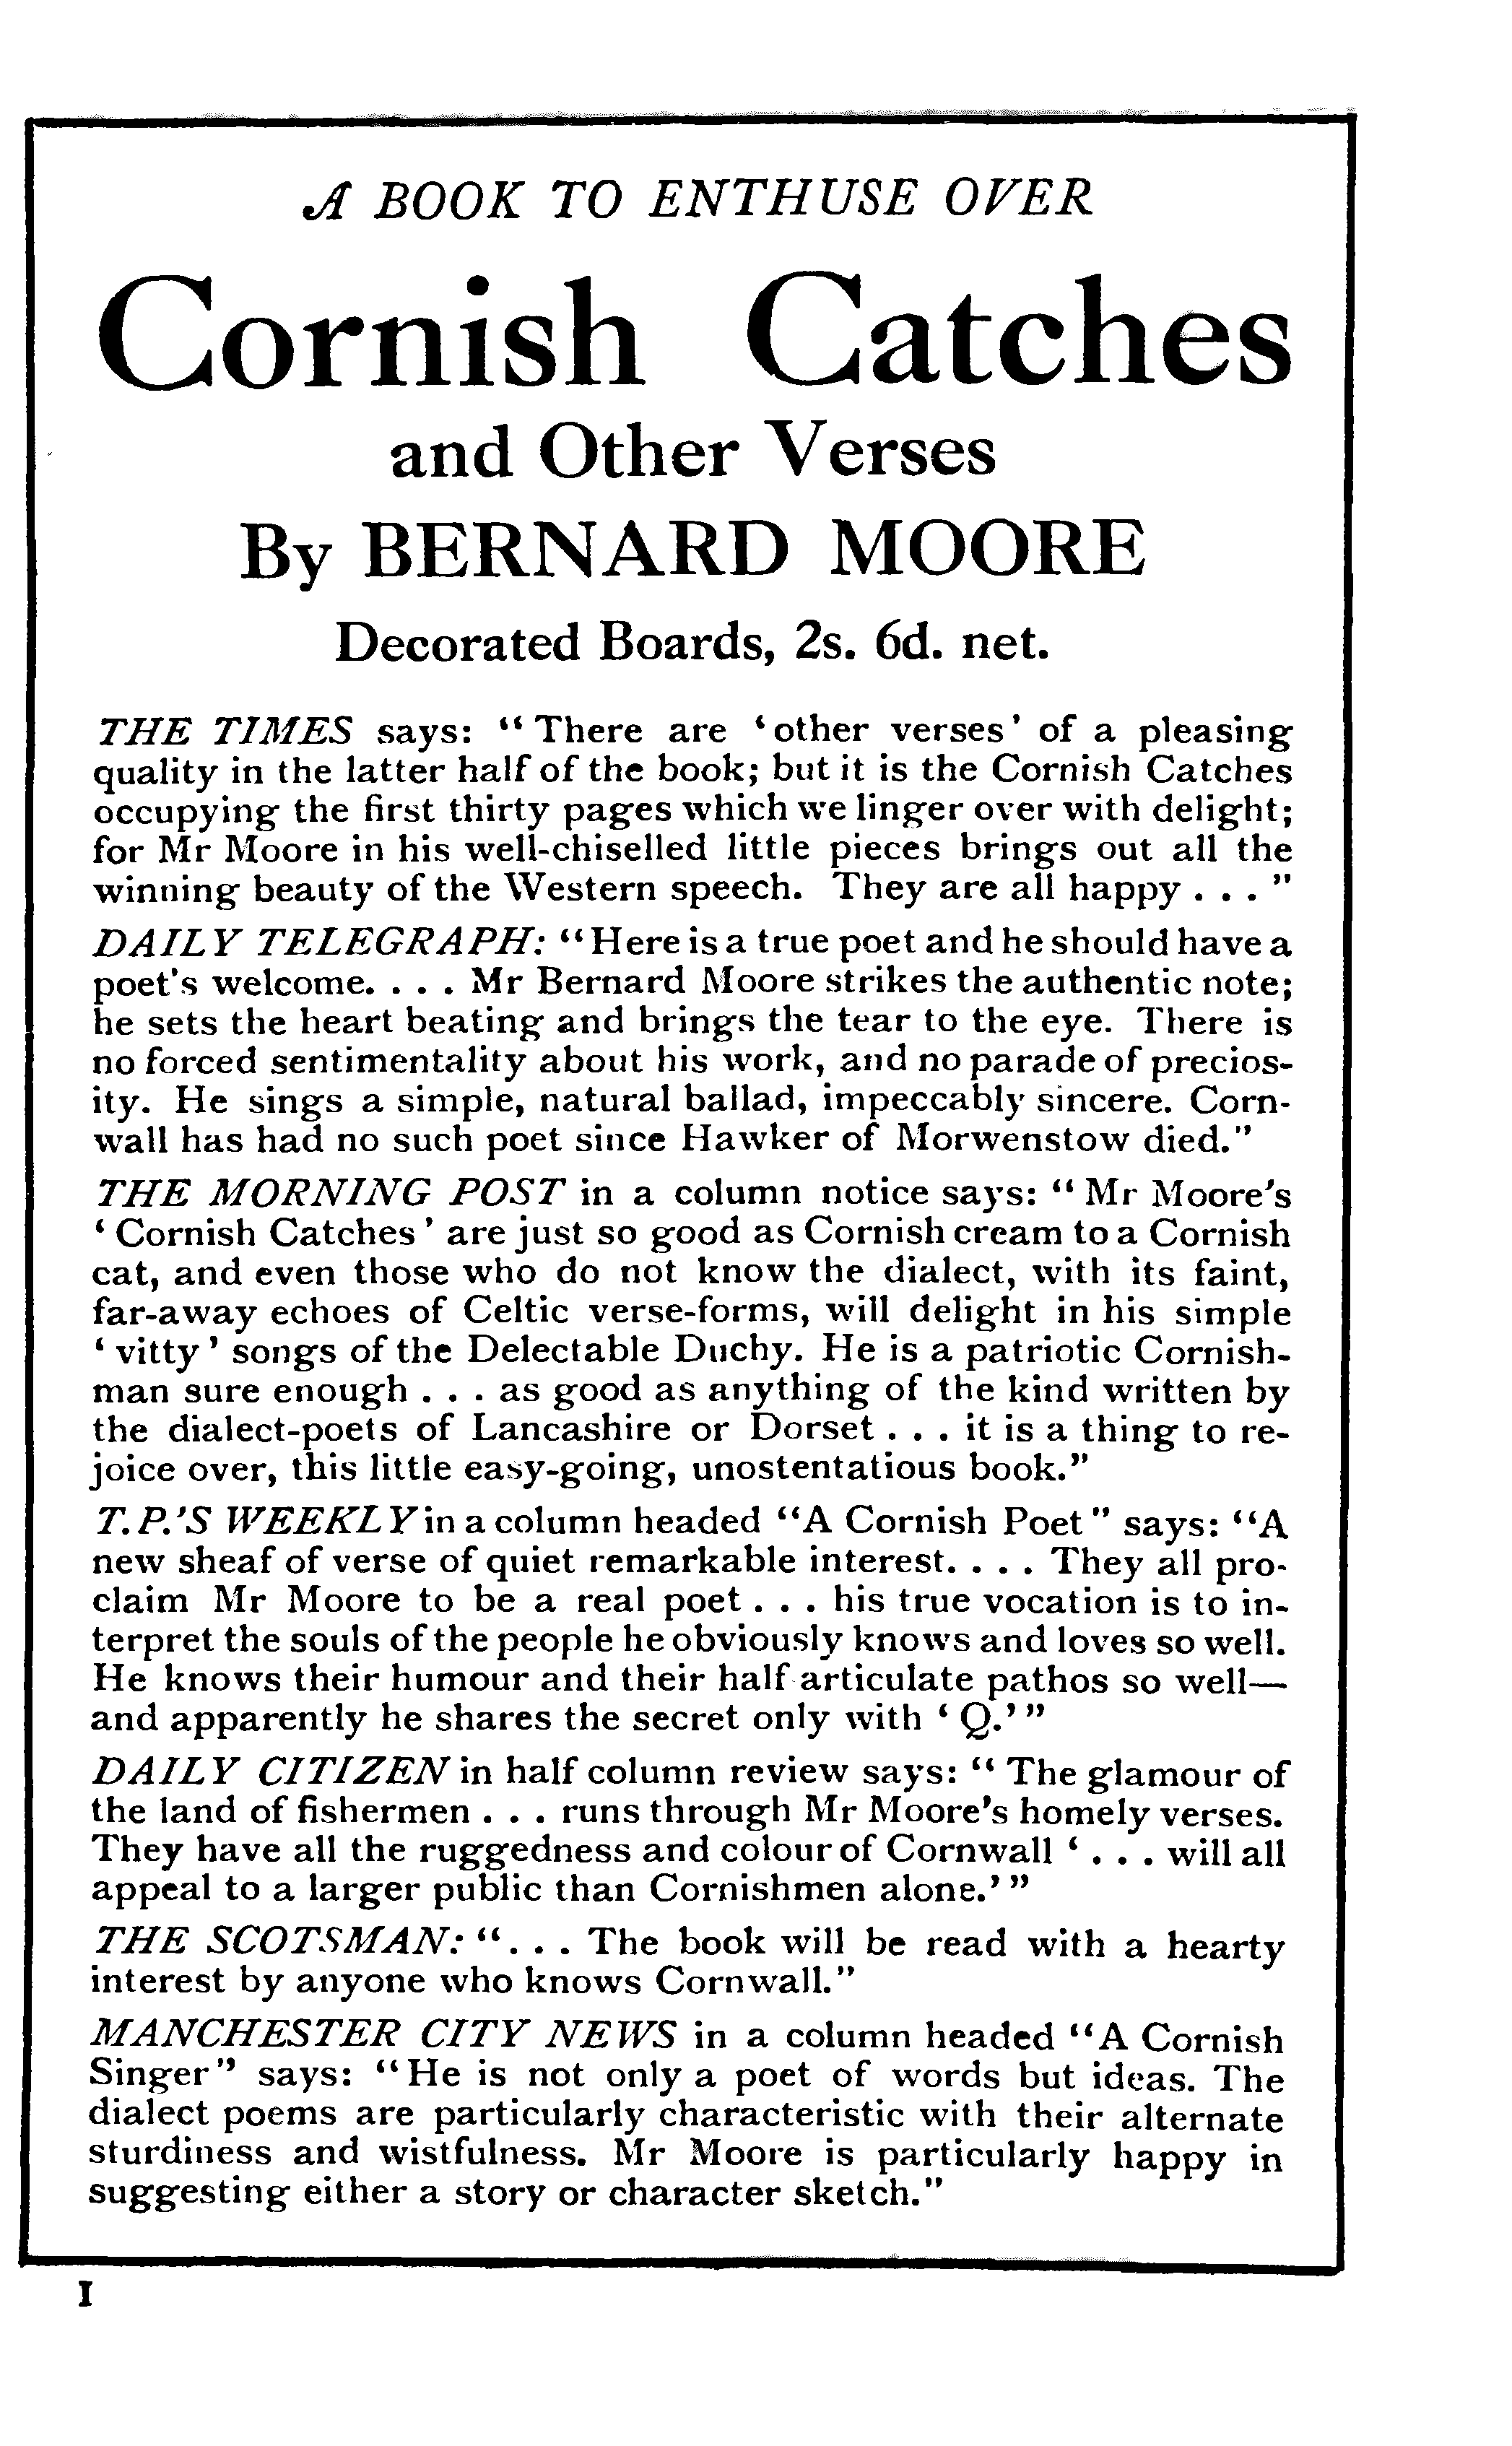 A BOOK TO ENTHUSE OVER
Cornish Catches
and Other Verses
By BERNARD MOORE
Decorated Boards, 2s. 6d. net.
THE TIMES says: “There are ‘other verses’ of a pleasing
quality in the latter half of the book; but it is the Cornish Catches
occupying the first thirty pages which we linger over with delight;
for Mr Moore in his well-chiselled little pieces brings out all the
winning beauty of the Western speech. They are all happy . . . ”
DAILY TELEGRAPH: “Here is a true poet and he should have a
poet's welcome. . . . Mr Bernard Moore strikes the authentic note;
he sets the heart beating and brings the tear to the eye. There is
no forced sentimentality about his work, and no parade of precios-
ity. He sings a simple, natural ballad, impeccably sincere. Corn-
wall has had no such poet since Hawker of Morwenstow died.”
THE MORNING POST in a column notice says: “Mr Moore's
‘Cornish Catches’ are just so good as Cornish cream to a Cornish
cat, and even those who do not know the dialect, with its faint,
far-away echoes of Celtic verse-forms, will delight in his simple
‘vitty’ songs of the Delectable Duchy. He is a patriotic Cornish-
man sure enough . . . as good as anything of the kind written by
the dialect-poets of Lancashire or Dorset . . . it is a thing to re-
joice over, this little easy-going, unostentatious book.”
T.P.'S WEEKLY in a column headed “A Cornish Poet” says: “A
new sheaf of verse of quiet remarkable interest. . . . They all pro-
claim Mr Moore to be a real poet . . . his true vocation is to in-
terpret the souls of the people he obviously knows and loves so well.
He knows their humour and their half-articulate pathos so well—
and apparently he shares the secret only with ‘Q.’”
DAILY CITIZEN in half column review says: “The glamour of
the land of fishermen . . . runs through Mr Moore's homely verses.
They have all the ruggedness and colour of Cornwall ‘. . . will all
appeal to a larger public than Cornishmen alone.’”
THE SCOTSMAN: “. . . The book will be read with a hearty
interest by anyone who knows Cornwall.”
MANCHESTER CITY NEWS in a column headed “A Cornish
Singer” says: “He is not only a poet of words but ideas. The
dialect poems are particularly characteristic with their alternate
sturdiness and wistfulness. Mr Moore is particularly happy in
suggesting either a story or character sketch.”
I